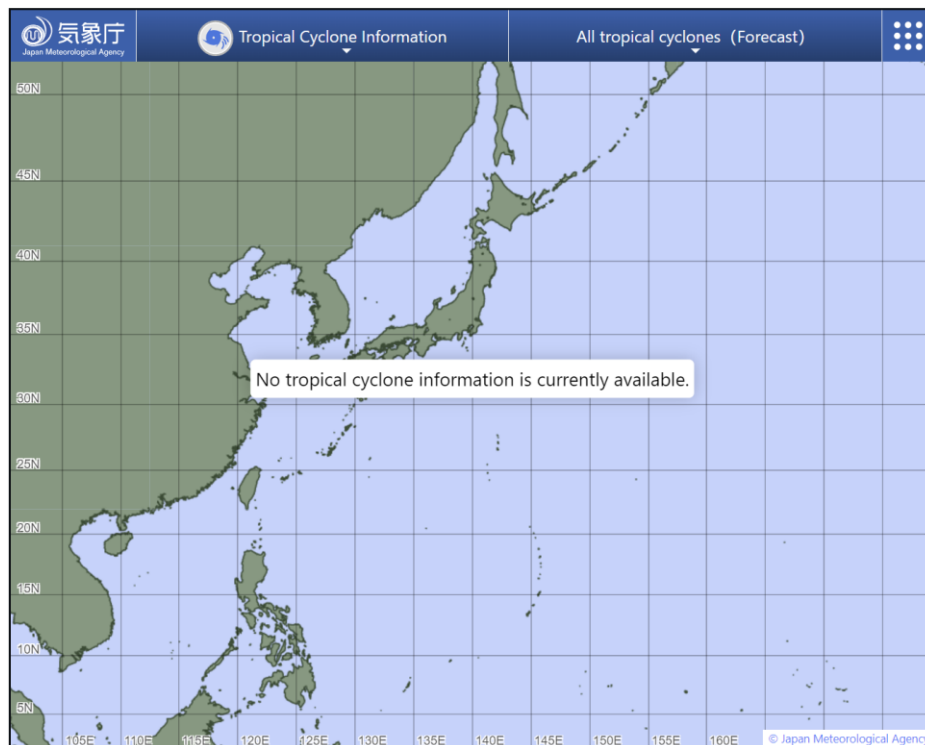 気象庁
Japan Meteorological Agency
Tropical Cyclone Information
All tropical cyclones (Forecast)
50N
45N
40N
35N
No tropical cyclone information is currently available.
30N
25N
20N
15N
10N
5N
105E 110E 115E 120E 125E 130E 135E 140E 145E 150E 155E 160E
© Japan Meteorological Agency